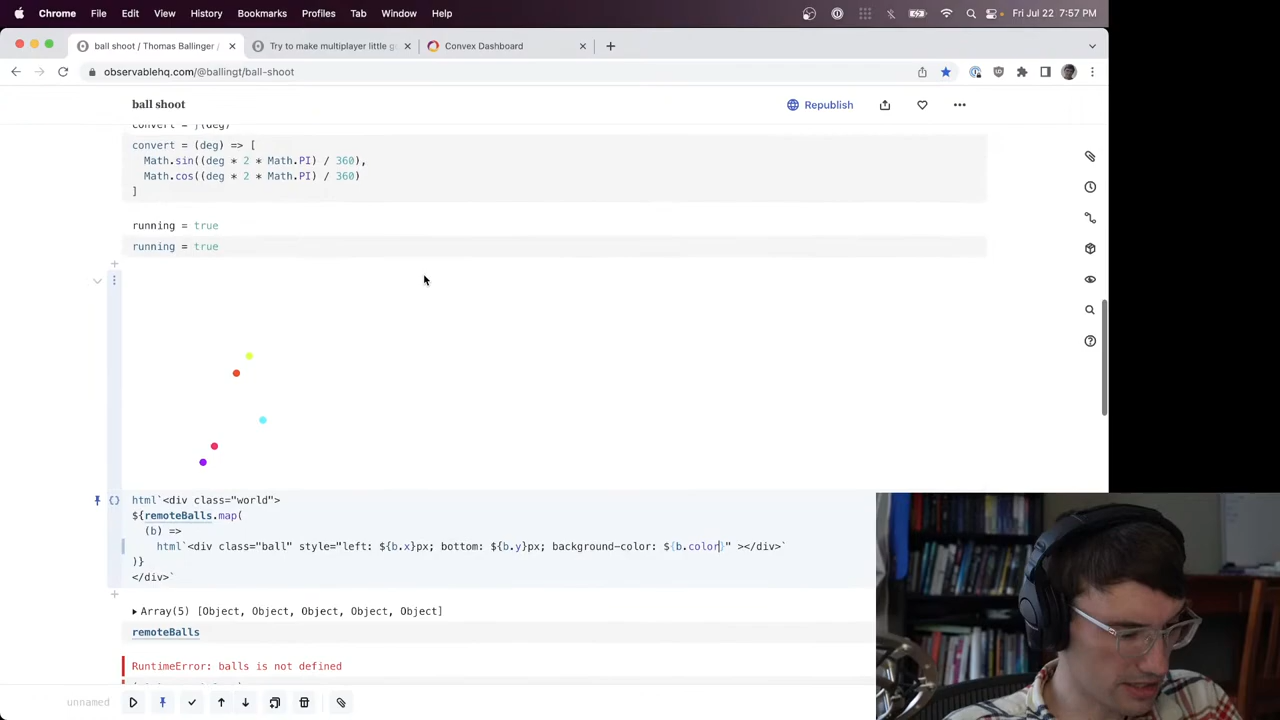 Chrome File Edit View History Bookmarks Profiles Tab Window Help Fri Jul 22 7:57 PM
ball shoot / Thomas Ballinger / Try to make multiplayer little g Convex Dashboard
observablehq.com/@ballingt/ball-shoot
ball shoot Republish
convert = ƒ(deg)
convert = (deg) => [
Math.sin((deg * 2 * Math.PI) / 360),
Math.cos((deg * 2 * Math.PI) / 360)
]
running = true
running = true
html`<div class="world">
${remoteBalls.map(
(b) =>
html`<div class="ball" style="left: ${b.x}px; bottom: ${b.y}px; background-color: ${b.color}" ></div>`
)}
</div>`
Array(5) [Object, Object, Object, Object, Object]
remoteBalls
RuntimeError: balls is not defined
unnamed